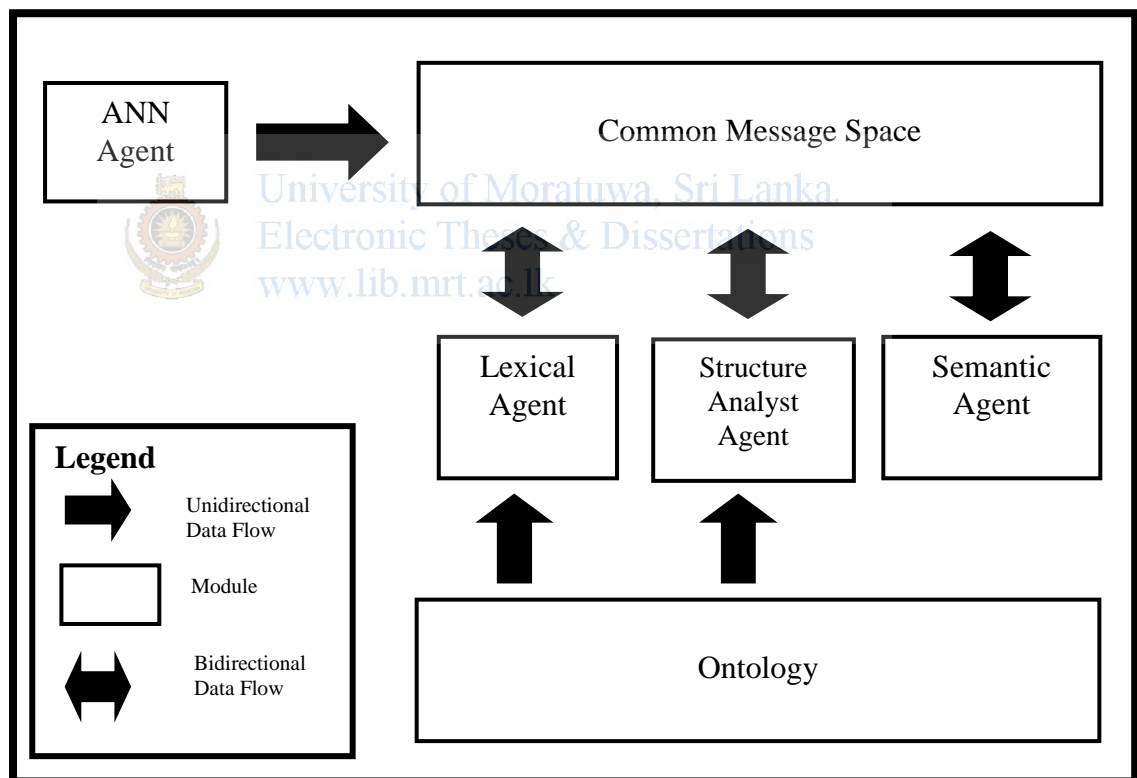 ANN
Agent
Common Message Space
University of Moratuwa, Sri Lanka.
Electronic Theses & Dissertations
www.lib.mrt.ac.lk
Lexical
Agent
Structure
Analyst
Agent
Semantic
Agent
Legend
Unidirectional
Data Flow
Module
Bidirectional
Data Flow
Ontology